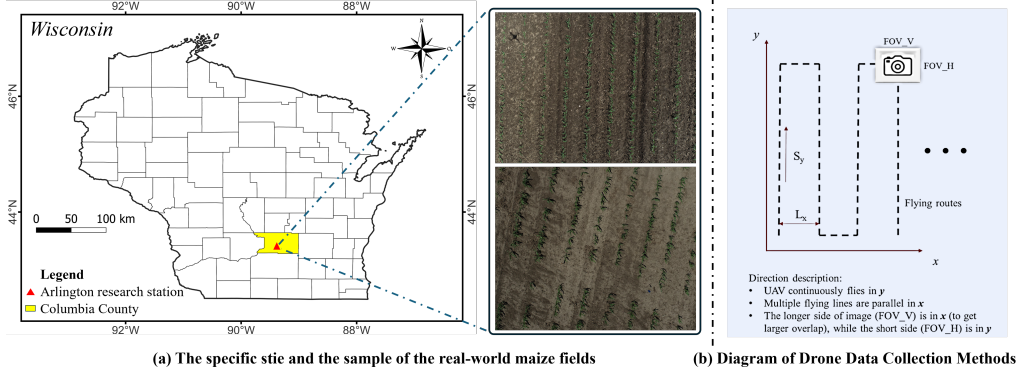 92°W
90°W
88°W
Wisconsin
N
W
E
S
46°N
46°N
44°N
44°N
0 50 100 km
Legend
Arlington research station
Columbia County
92°W
90°W
88°W
y
FOV_V
FOV_H
S_y
L_x
Flying routes
x
Direction description:
• UAV continuously flies in y
• Multiple flying lines are parallel in x
• The longer side of image (FOV_V) is in x (to get
larger overlap), while the short side (FOV_H) is in y
(a) The specific stie and the sample of the real-world maize fields
(b) Diagram of Drone Data Collection Methods